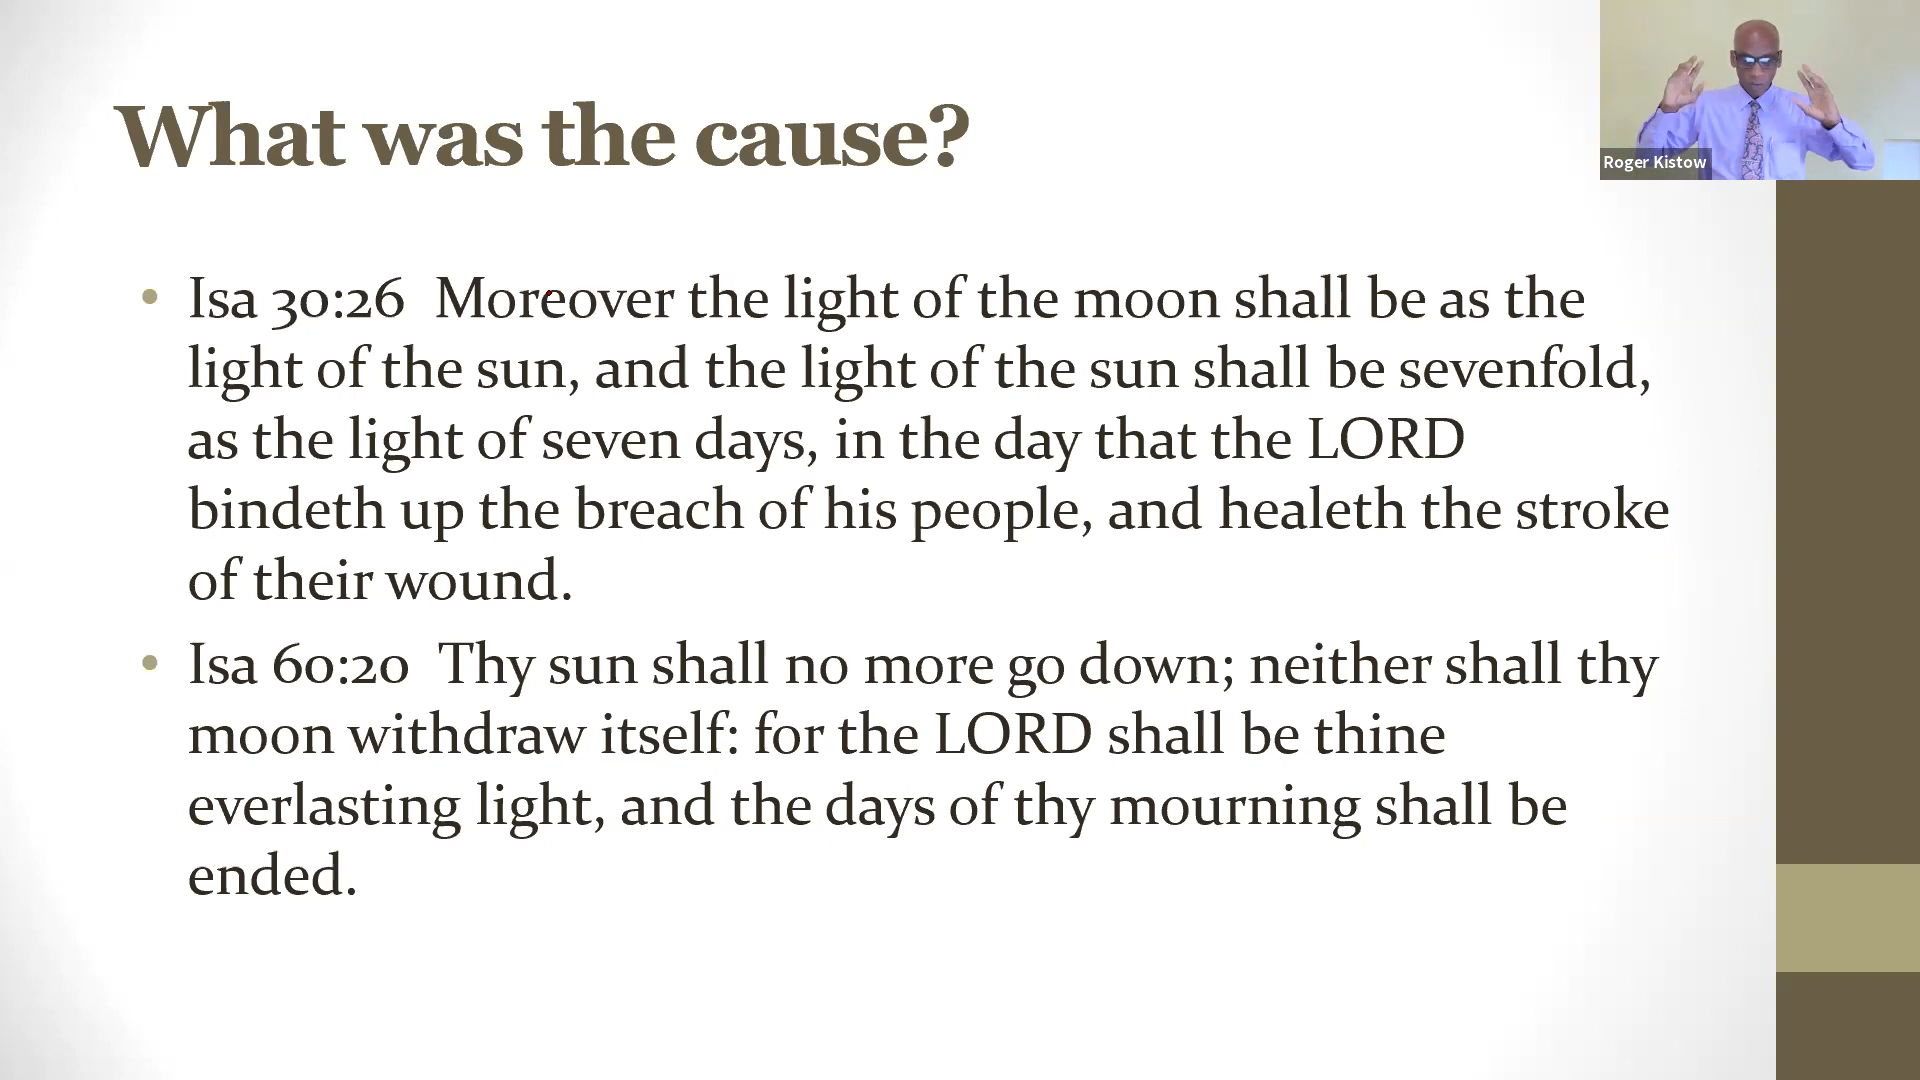 What was the cause?
Roger Kistow
• Isa 30:26  Moreover the light of the moon shall be as the
light of the sun, and the light of the sun shall be sevenfold,
as the light of seven days, in the day that the LORD
bindeth up the breach of his people, and healeth the stroke
of their wound.
• Isa 60:20  Thy sun shall no more go down; neither shall thy
moon withdraw itself: for the LORD shall be thine
everlasting light, and the days of thy mourning shall be
ended.